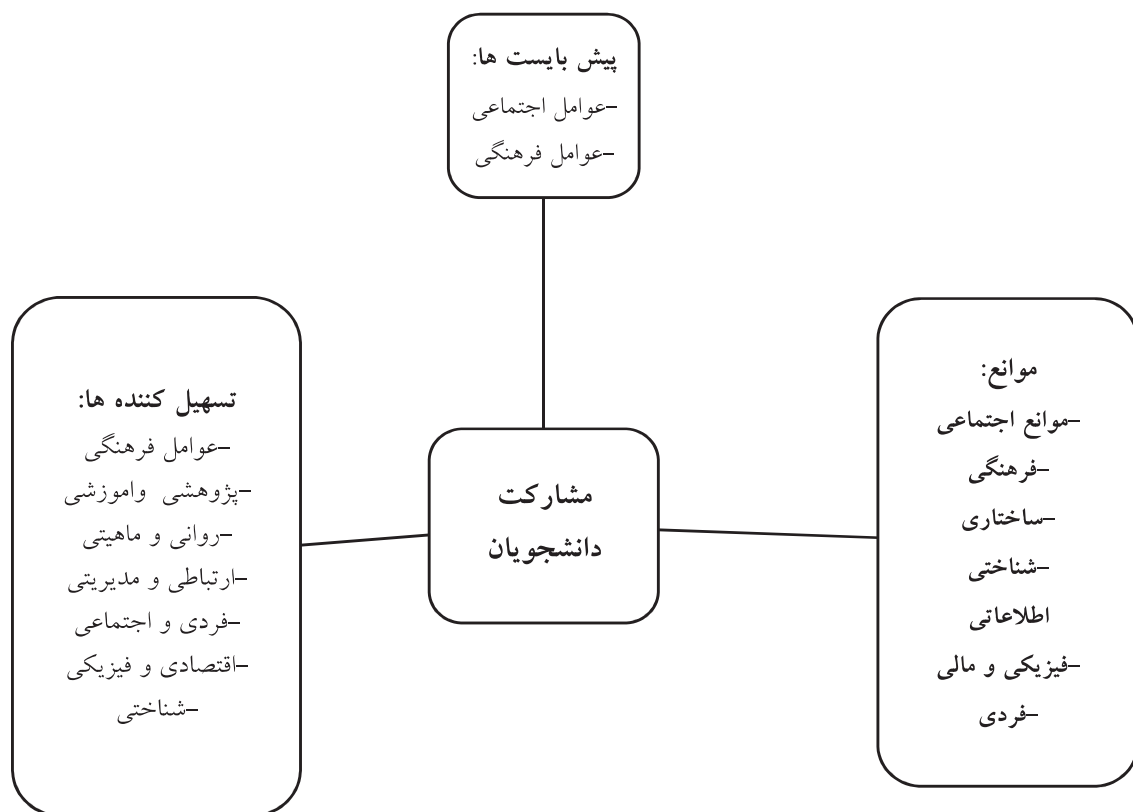 پیش بایست ها:
-عوامل اجتماعی
-عوامل فرهنگی
موانع:
-موانع اجتماعی
-فرهنگی
-ساختاری
-شناختی
اطلاعاتی
-فیزیکی و مالی
-فردی
مشارکت
دانشجویان
تسهیل کننده ها:
-عوامل فرهنگی
-پژوهشی واموزشی
-روانی و ماهیتی
-ارتباطی و مدیریتی
-فردی و اجتماعی
-اقتصادی و فیزیکی
-شناختی